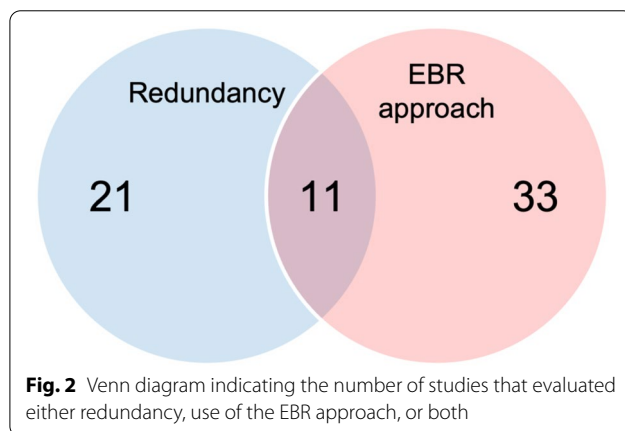 Redundancy
EBR
approach
21
11
33
Fig. 2 Venn diagram indicating the number of studies that evaluated
either redundancy, use of the EBR approach, or both